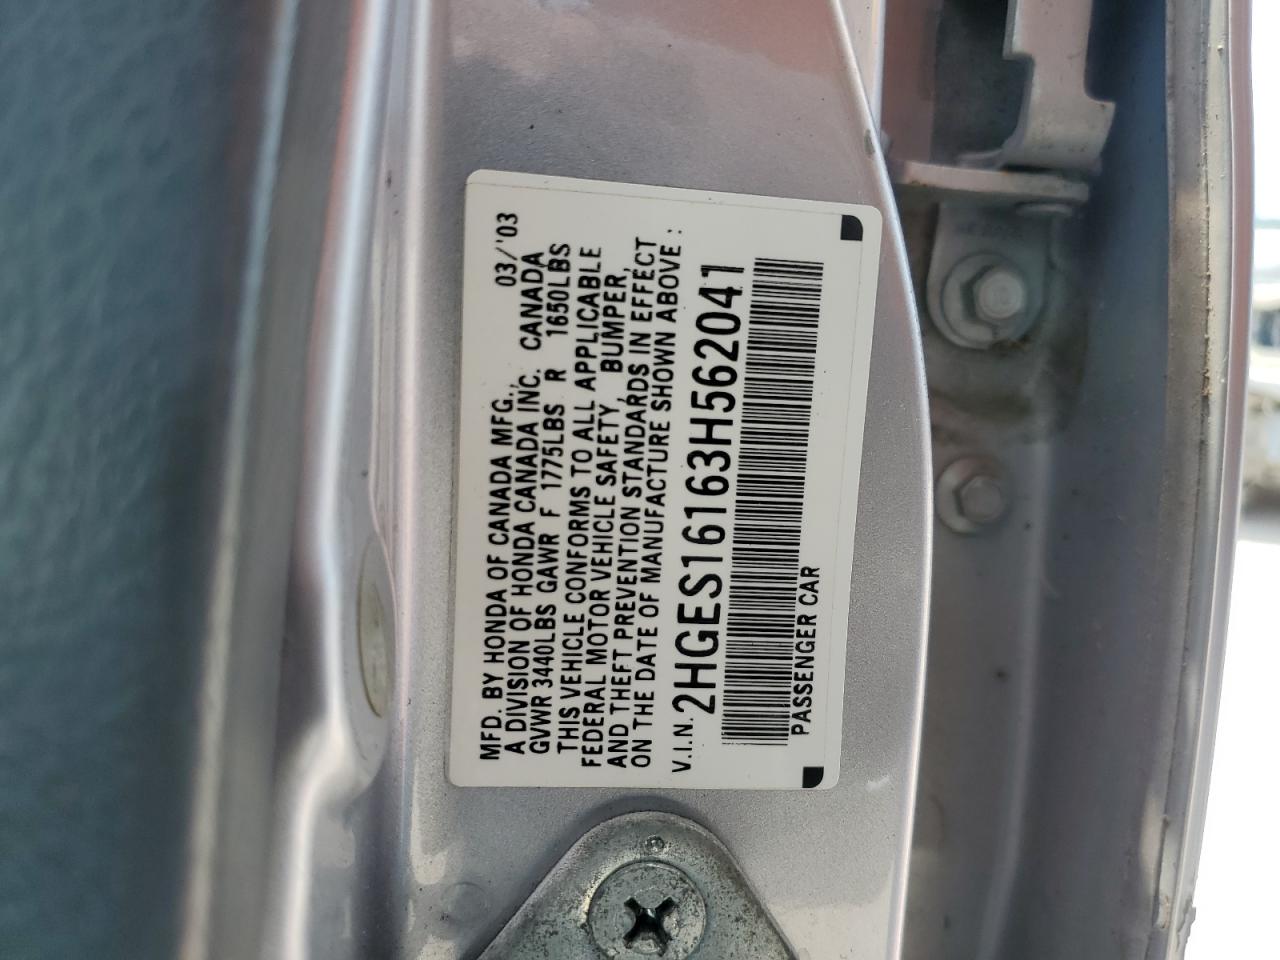 MFD. BY HONDA OF CANADA MFG., 03/'03
A DIVISION OF HONDA CANADA INC. CANADA
GVWR 3440LBS GAWR F 1775LBS R 1650LBS
THIS VEHICLE CONFORMS TO ALL APPLICABLE
FEDERAL MOTOR VEHICLE SAFETY, BUMPER,
AND THEFT PREVENTION STANDARDS IN EFFECT
ON THE DATE OF MANUFACTURE SHOWN ABOVE :
V.I.N. 2HGES16163H562041
PASSENGER CAR